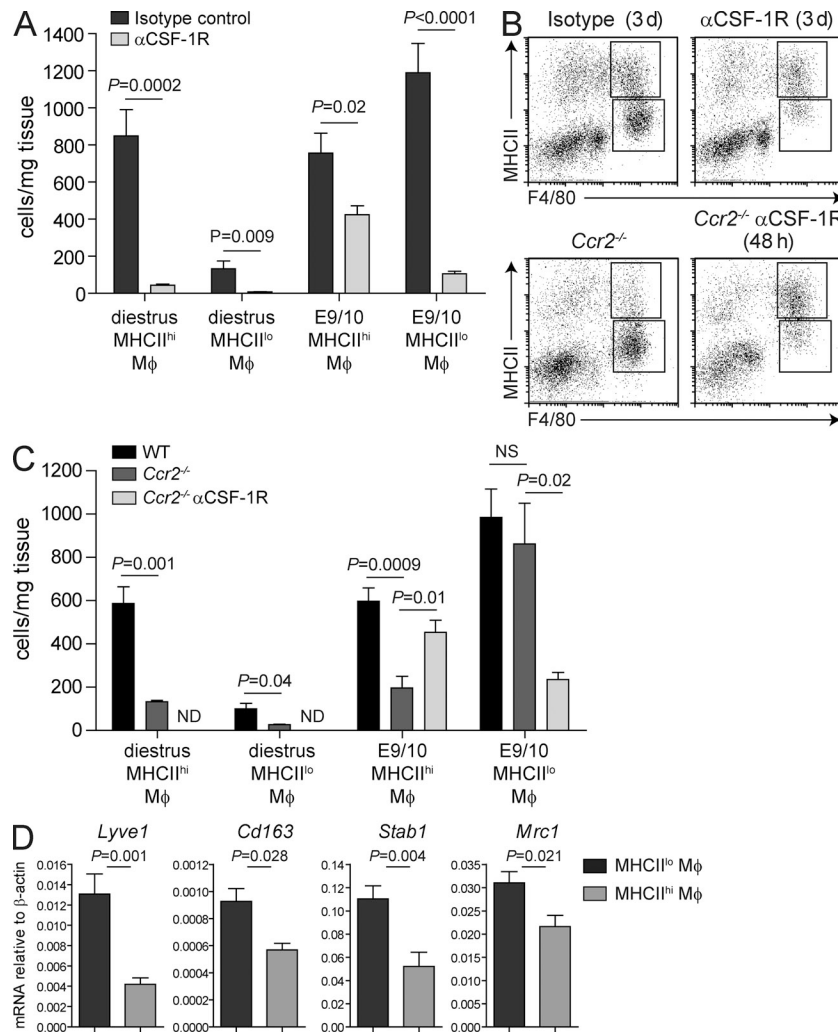 A
Isotype control
αCSF-1R
1400
1200
1000
800
600
400
200
0
cells/mg tissue
P=0.0002
P=0.009
P=0.02
P<0.0001
diestrus
MHCIIhi
Mϕ
diestrus
MHCIIlo
Mϕ
E9/10
MHCIIhi
Mϕ
E9/10
MHCIIlo
Mϕ
B
Isotype (3 d)
αCSF-1R (3 d)
MHCII
F4/80
Ccr2-/-
Ccr2-/- αCSF-1R
(48 h)
MHCII
F4/80
C
WT
Ccr2-/-
Ccr2-/- αCSF-1R
1200
1000
800
600
400
200
0
cells/mg tissue
P=0.001
ND
P=0.04
ND
P=0.0009
P=0.01
NS
P=0.02
diestrus
MHCIIhi
Mϕ
diestrus
MHCIIlo
Mϕ
E9/10
MHCIIhi
Mϕ
E9/10
MHCIIlo
Mϕ
D
mRNA relative to β-actin
Lyve1
P=0.001
0.016
0.014
0.012
0.010
0.008
0.006
0.004
0.002
0.000
Cd163
P=0.028
0.0012
0.0010
0.0008
0.0006
0.0004
0.0002
0.0000
Stab1
P=0.004
0.14
0.12
0.10
0.08
0.06
0.04
0.02
0.00
Mrc1
P=0.021
0.035
0.030
0.025
0.020
0.015
0.010
0.005
0.000
MHCIIlo Mϕ
MHCIIhi Mϕ